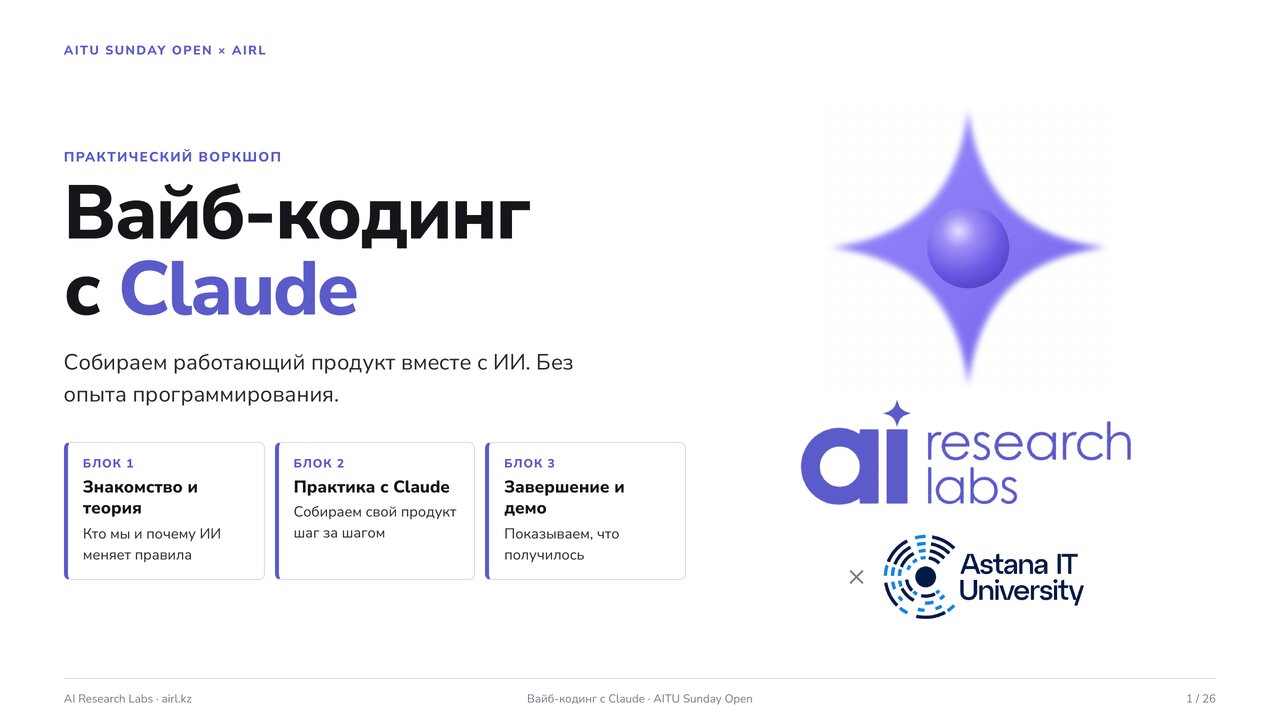 AITU SUNDAY OPEN × AIRL
ПРАКТИЧЕСКИЙ ВОРКШОП
Вайб-кодинг
с Claude
Собираем работающий продукт вместе с ИИ. Без
опыта программирования.
БЛОК 1
Знакомство и
теория
Кто мы и почему ИИ
меняет правила
БЛОК 2
Практика с Claude
Собираем свой продукт
шаг за шагом
БЛОК 3
Завершение и
демо
Показываем, что
получилось
ai research
labs
×
Astana IT
University
AI Research Labs · airl.kz
Вайб-кодинг с Claude · AITU Sunday Open
1 / 26